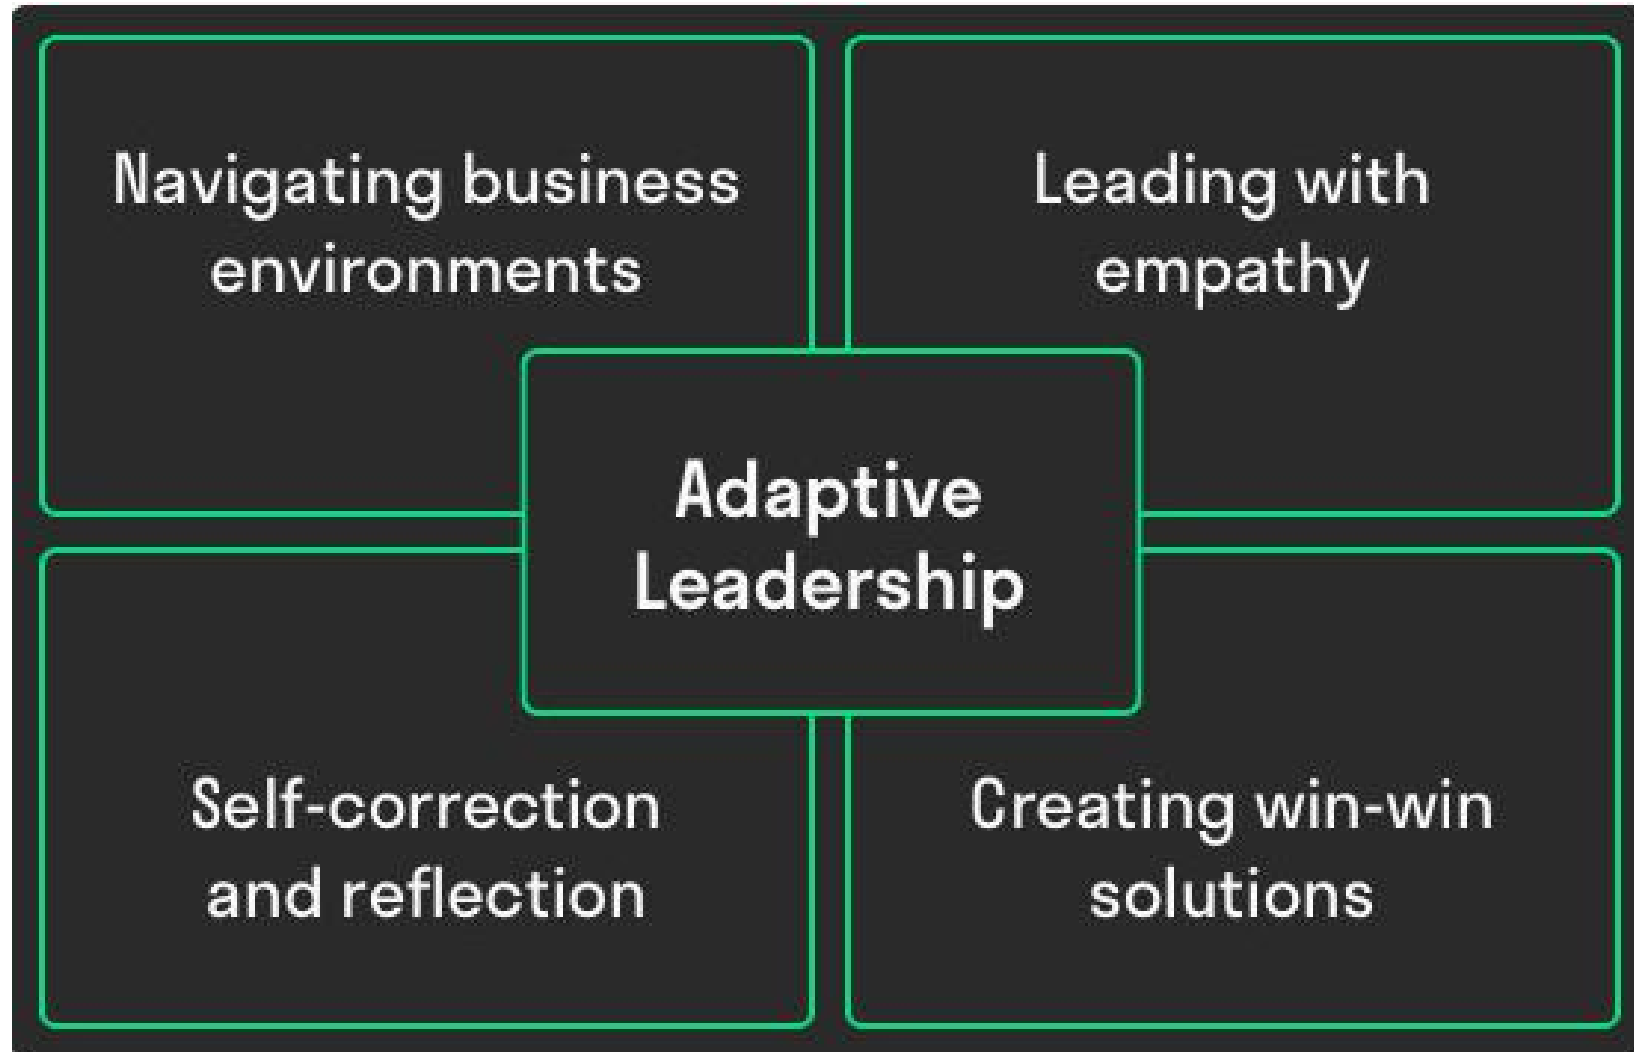 Navigating business
environments
Leading with
empathy
Adaptive
Leadership
Self-correction
and reflection
Creating win-win
solutions